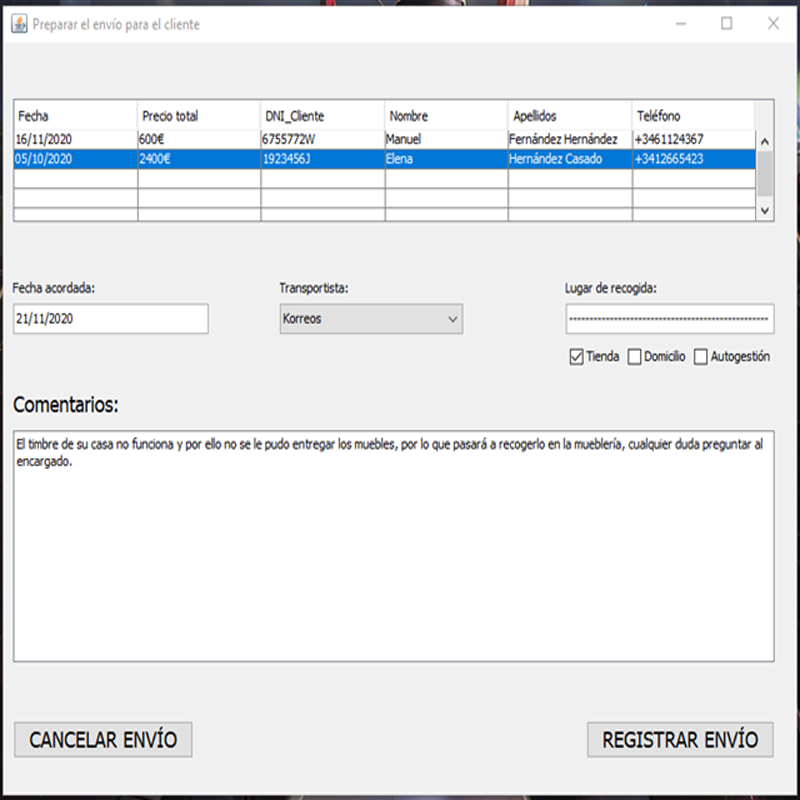 Preparar el envío para el cliente
Fecha Precio total DNI_Cliente Nombre Apellidos Teléfono
16/11/2020 600€ 6755772W Manuel Fernández Hernández +3461124367
05/10/2020 2400€ 1923456J Elena Hernández Casado +3412665423
Fecha acordada: Transportista: Lugar de recogida:
21/11/2020 Korreos --------------------------------------------------
Tienda Domicilio Autogestión
Comentarios:
El timbre de su casa no funciona y por ello no se le pudo entregar los muebles, por lo que pasará a recogerlo en la mueblería, cualquier duda preguntar al
encargado.
CANCELAR ENVÍO REGISTRAR ENVÍO